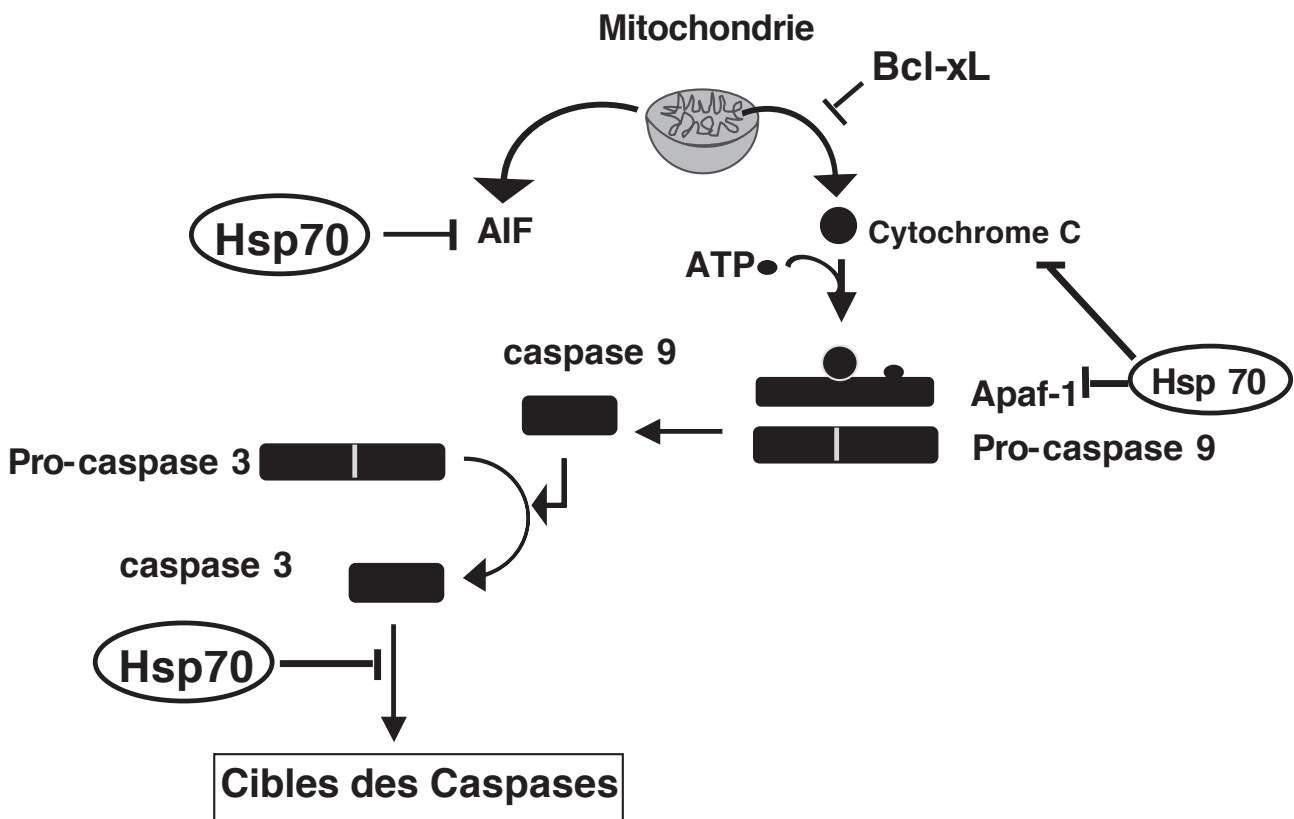 Mitochondrie
Bcl-xL
Hsp70
AIF
Cytochrome C
ATP
caspase 9
Apaf-1
Hsp 70
Pro-caspase 3
Pro-caspase 9
caspase 3
Hsp70
Cibles des Caspases